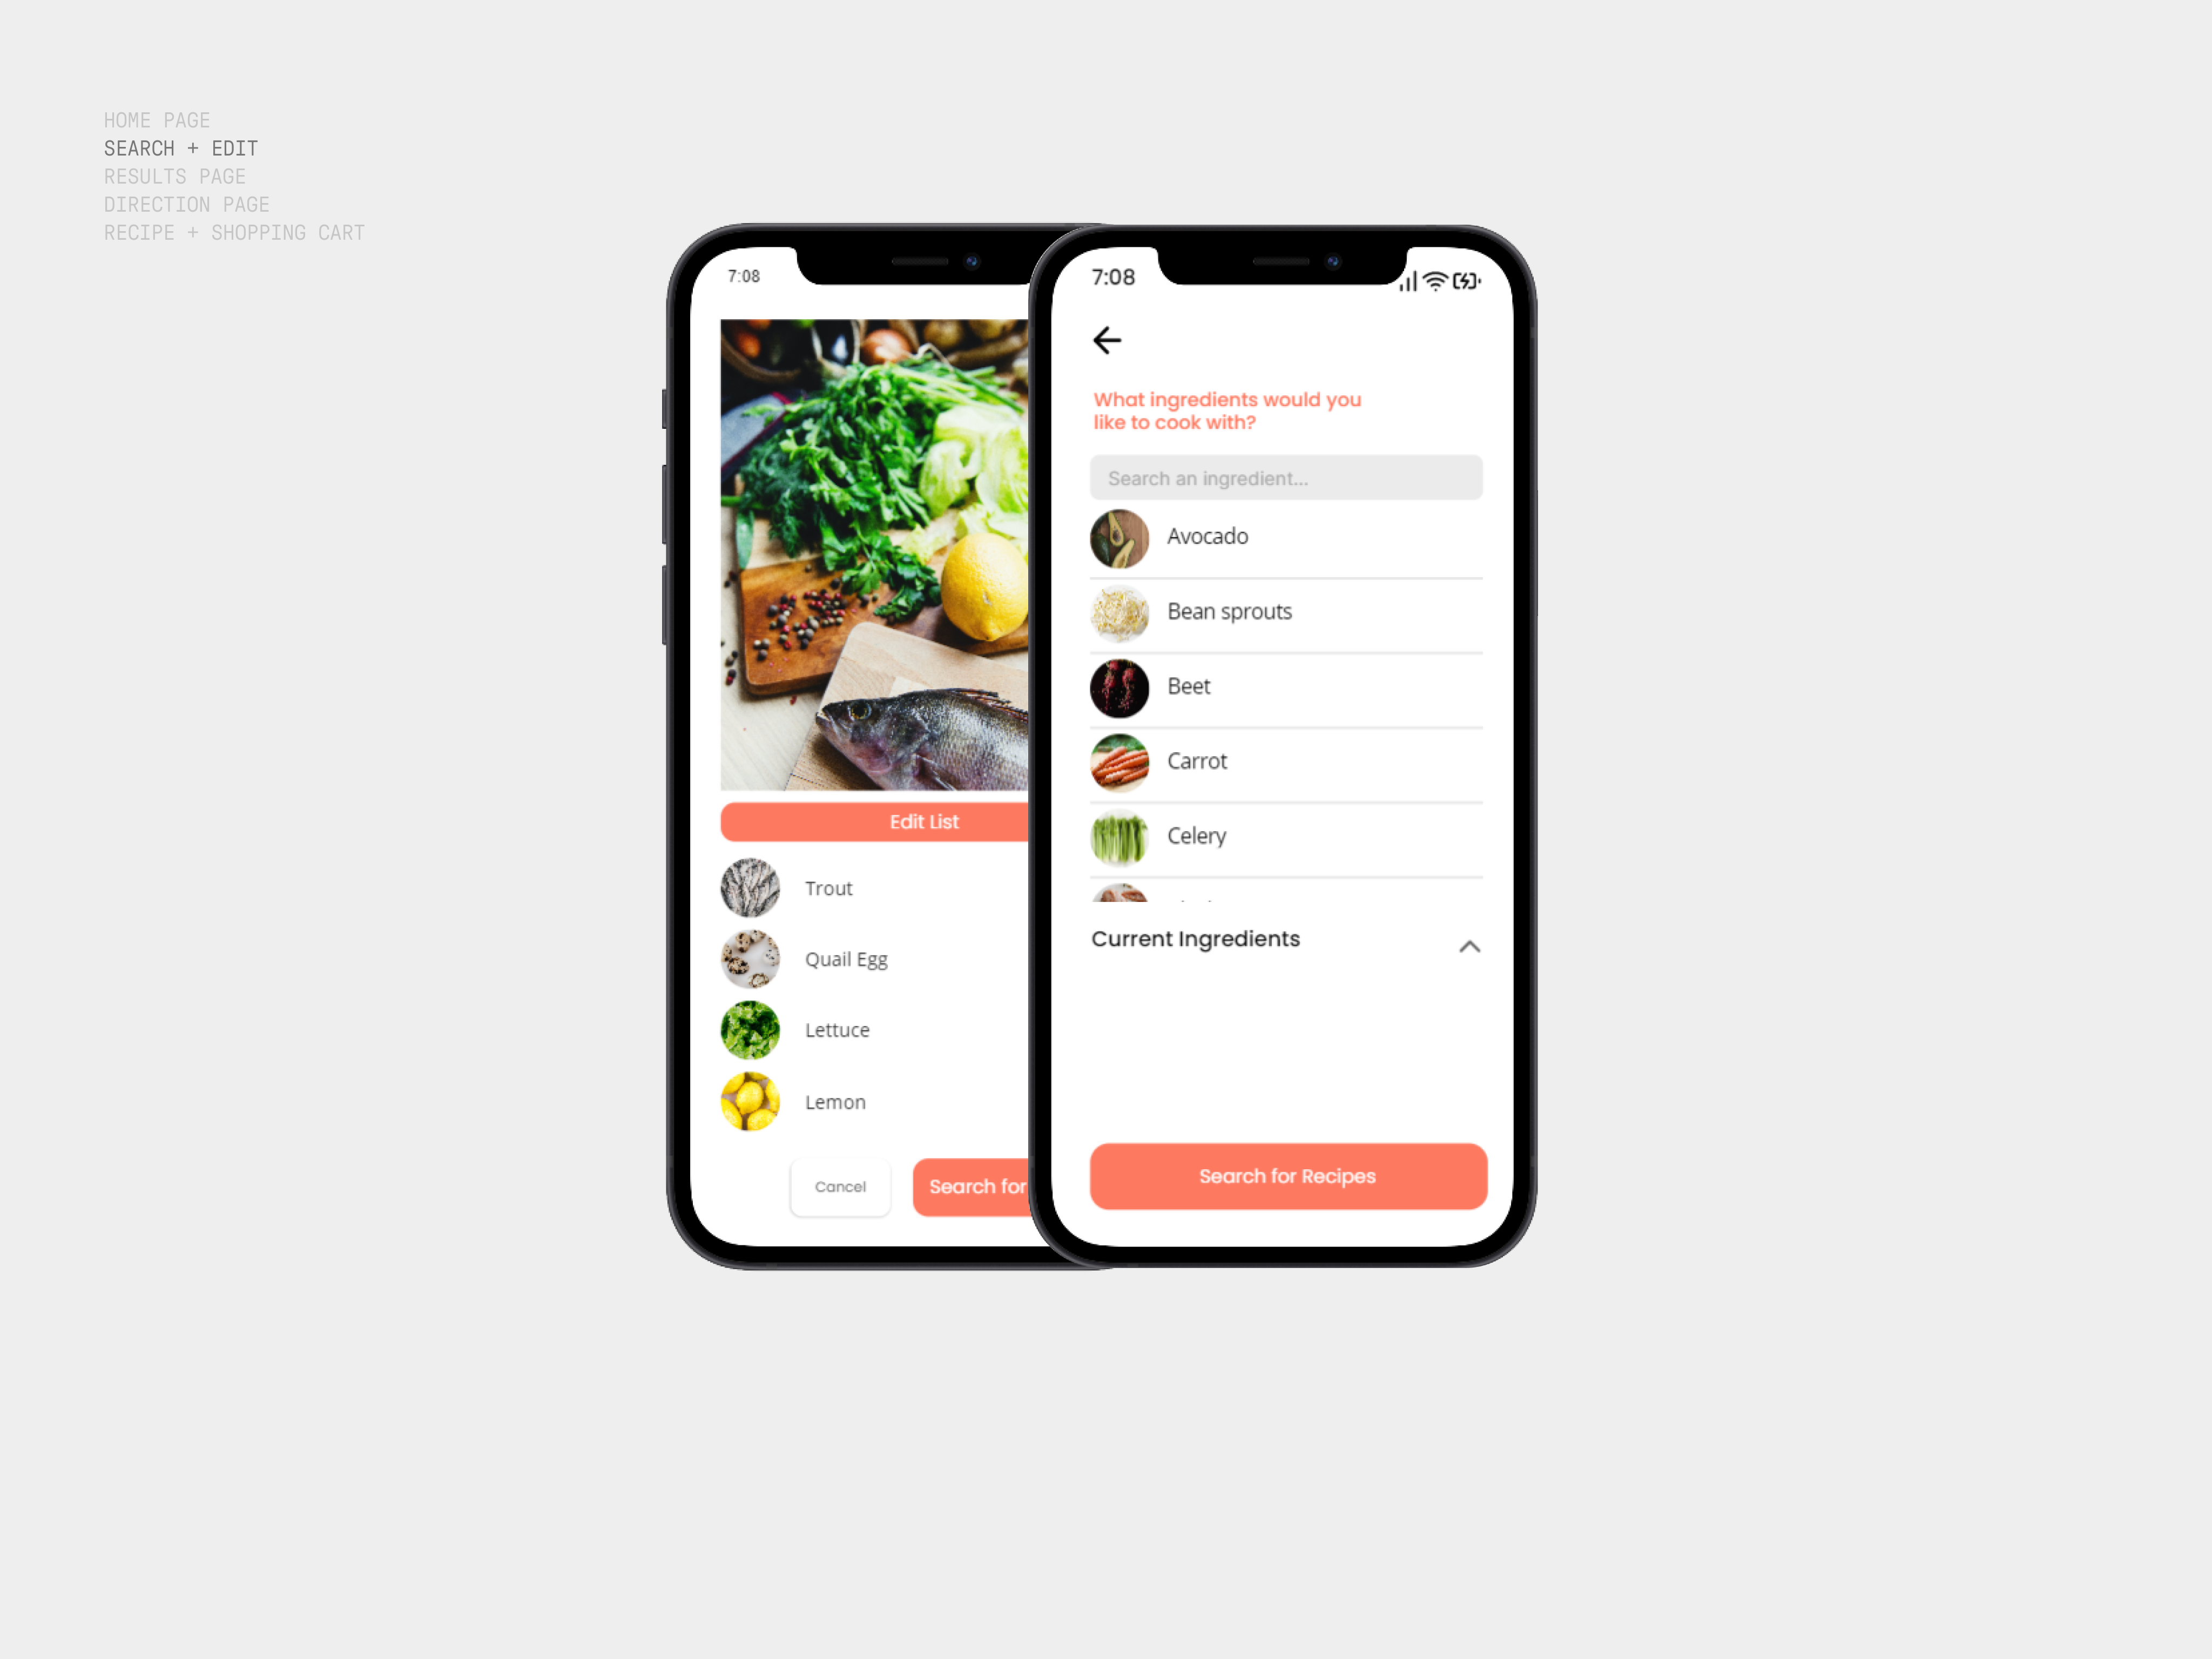 HOME PAGE
SEARCH + EDIT
RESULTS PAGE
DIRECTION PAGE
RECIPE + SHOPPING CART
7:08
Edit List
Trout
Quail Egg
Lettuce
Lemon
Cancel
Search for
7:08
What ingredients would you
like to cook with?
Search an ingredient...
Avocado
Bean sprouts
Beet
Carrot
Celery
Current Ingredients
Search for Recipes